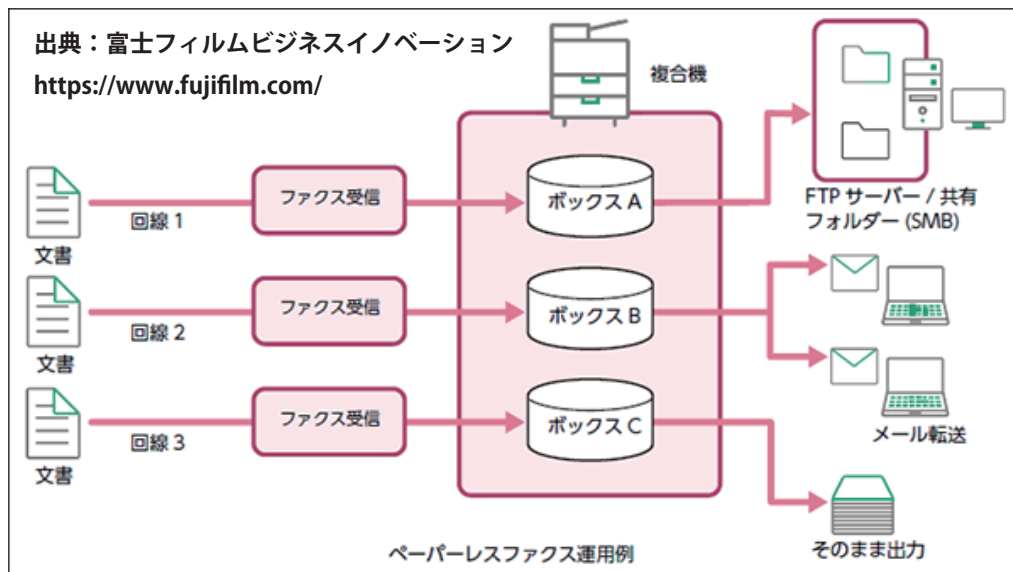 出典：富士フィルムビジネスイノベーション
https://www.fujifilm.com/
複合機
文書
回線 1
ファクス受信
ボックス A
FTP サーバー / 共有
フォルダー (SMB)
文書
回線 2
ファクス受信
ボックス B
文書
回線 3
ファクス受信
ボックス C
メール転送
そのまま出力
ペーパーレスファクス運用例